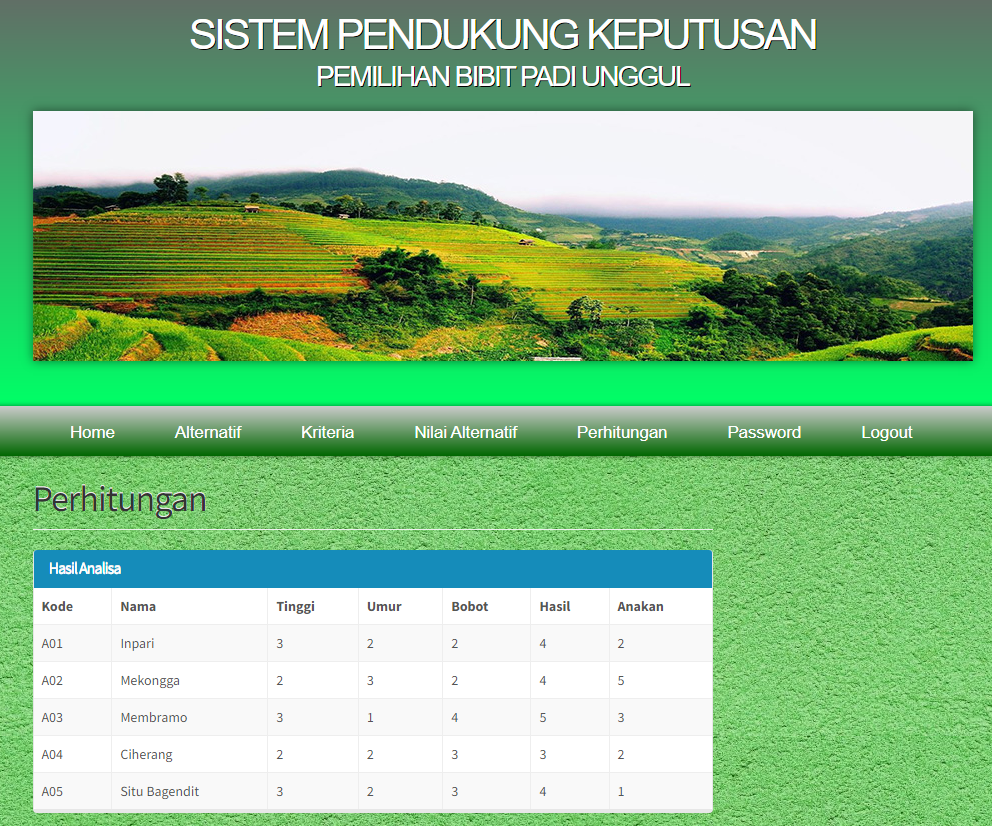 SISTEM PENDUKUNG KEPUTUSAN
PEMILIHAN BIBIT PADI UNGGUL
Home Alternatif Kriteria Nilai Alternatif Perhitungan Password Logout
Perhitungan
Hasil Analisa
Kode Nama Tinggi Umur Bobot Hasil Anakan
A01 Inpari 3 2 2 4 2
A02 Mekongga 2 3 2 4 5
A03 Membramo 3 1 4 5 3
A04 Ciherang 2 2 3 3 2
A05 Situ Bagendit 3 2 3 4 1